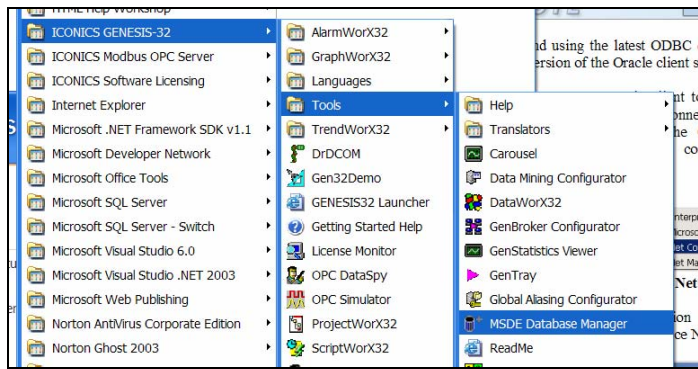 HTML Help Workshop
ICONICS GENESIS-32
ICONICS Modbus OPC Server
ICONICS Software Licensing
Internet Explorer
Microsoft .NET Framework SDK v1.1
Microsoft Developer Network
Microsoft Office Tools
Microsoft SQL Server
Microsoft SQL Server - Switch
Microsoft Visual Studio 6.0
Microsoft Visual Studio .NET 2003
Microsoft Web Publishing
Norton AntiVirus Corporate Edition
Norton Ghost 2003
AlarmWorX32
GraphWorX32
Languages
Tools
TrendWorX32
DrDCOM
Gen32Demo
GENESIS32 Launcher
Getting Started Help
License Monitor
OPC DataSpy
OPC Simulator
ProjectWorX32
ScriptWorX32
Help
Translators
Carousel
Data Mining Configurator
DataWorX32
GenBroker Configurator
GenStatistics Viewer
GenTray
Global Aliasing Configurator
MSDE Database Manager
ReadMe
using the latest ODBC
of the Oracle client
Net